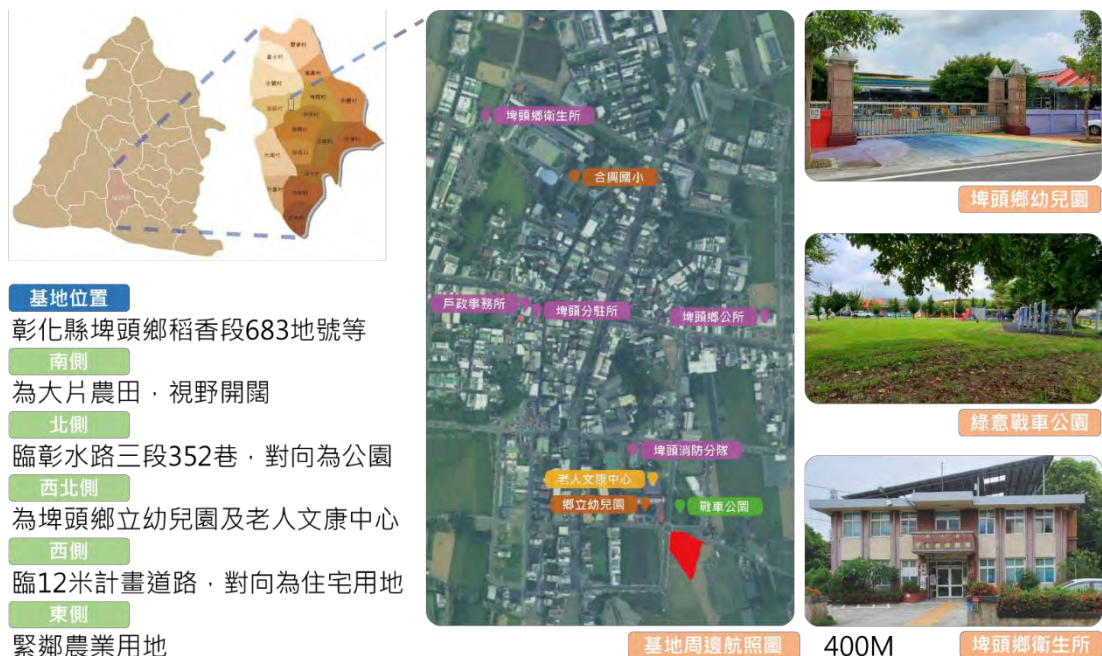 基地位置
彰化縣埤頭鄉稻香段683地號等
南側
為大片農田，視野開闊
北側
臨彰水路三段352巷，對向為公園
西北側
為埤頭鄉立幼兒園及老人文康中心
西側
臨12米計畫道路，對向為住宅用地
東側
緊鄰農業用地
埤頭鄉衛生所
合興國小
戶政事務所
埤頭分駐所
埤頭鄉公所
埤頭消防分隊
老人文康中心
鄉立幼兒園
戰車公園
基地周邊航照圖
400M
埤頭鄉幼兒園
綠意戰車公園
埤頭鄉衛生所